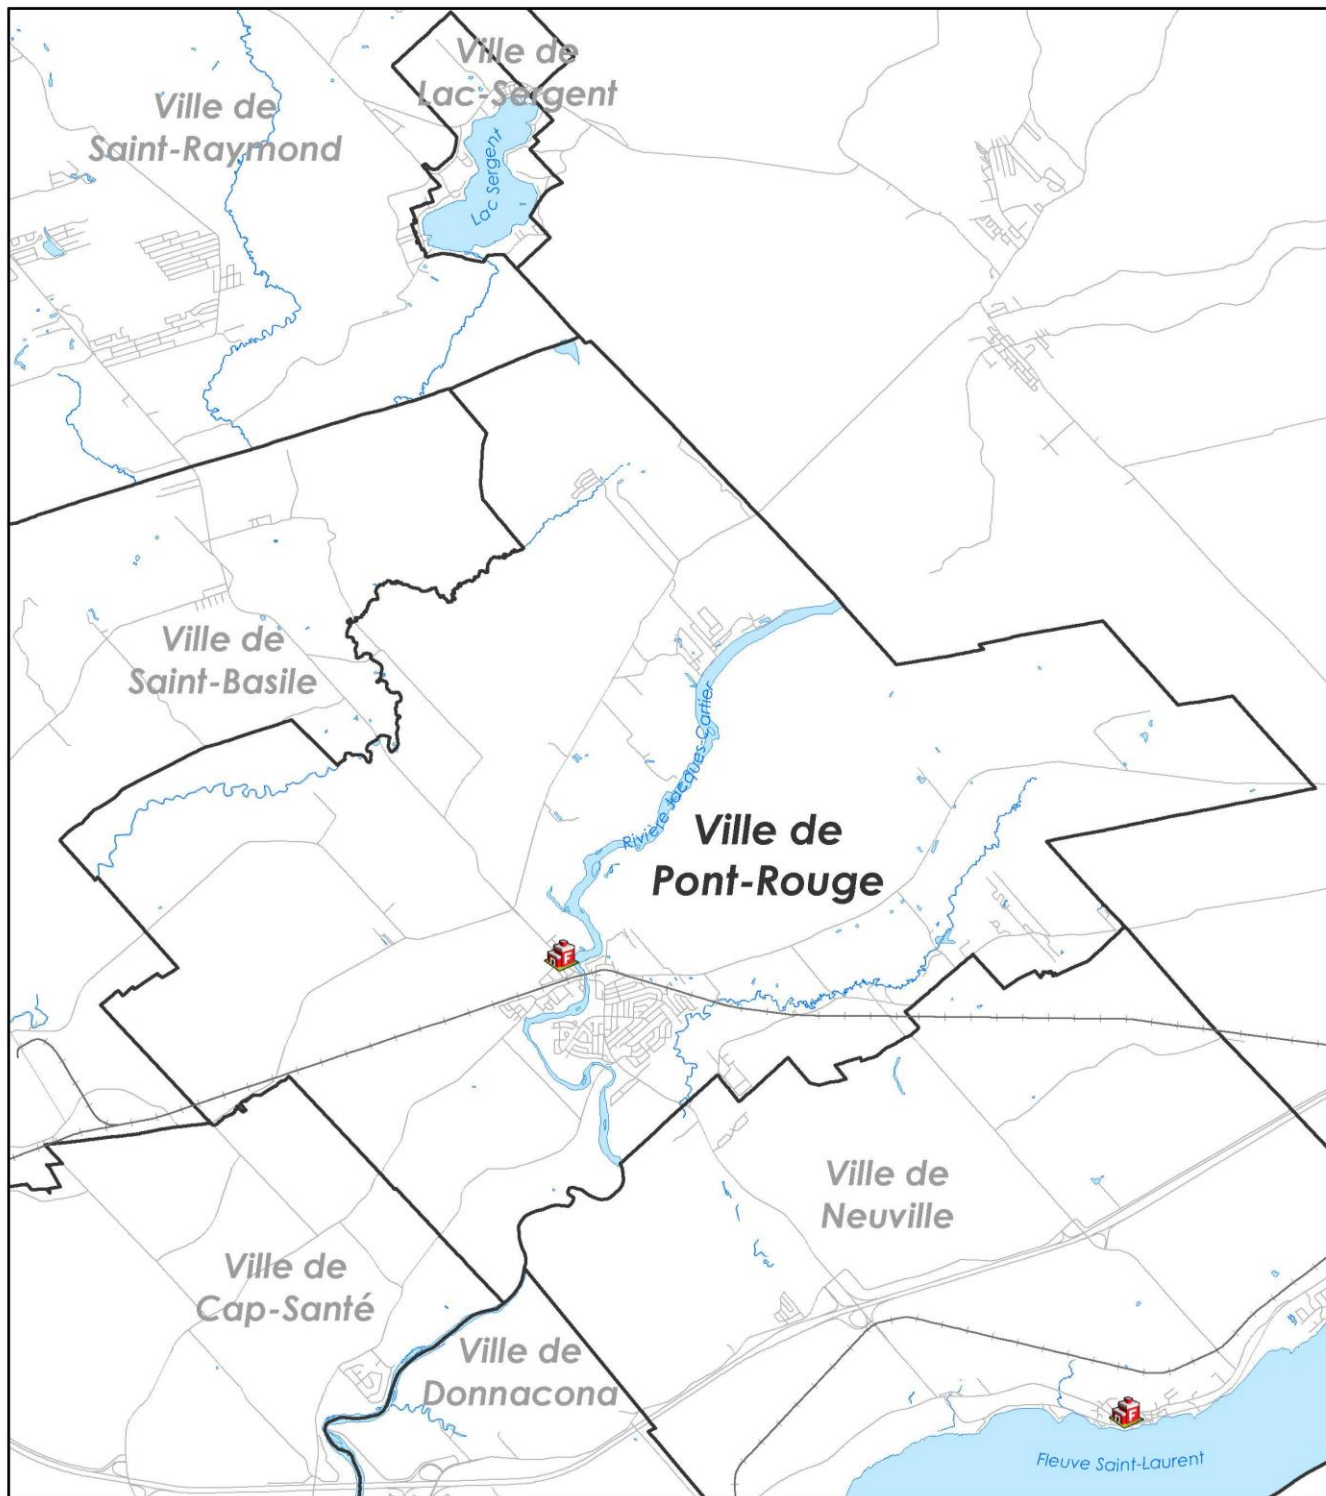 Ville de
Lac-Sergent
Ville de
Saint-Raymond
Lac Sergent
Ville de
Saint-Basile
Rivière Jacques-Cartier
Ville de
Pont-Rouge
F
Ville de
Neuville
Ville de
Cap-Santé
Ville de
Donnacona
F
Fleuve Saint-Laurent